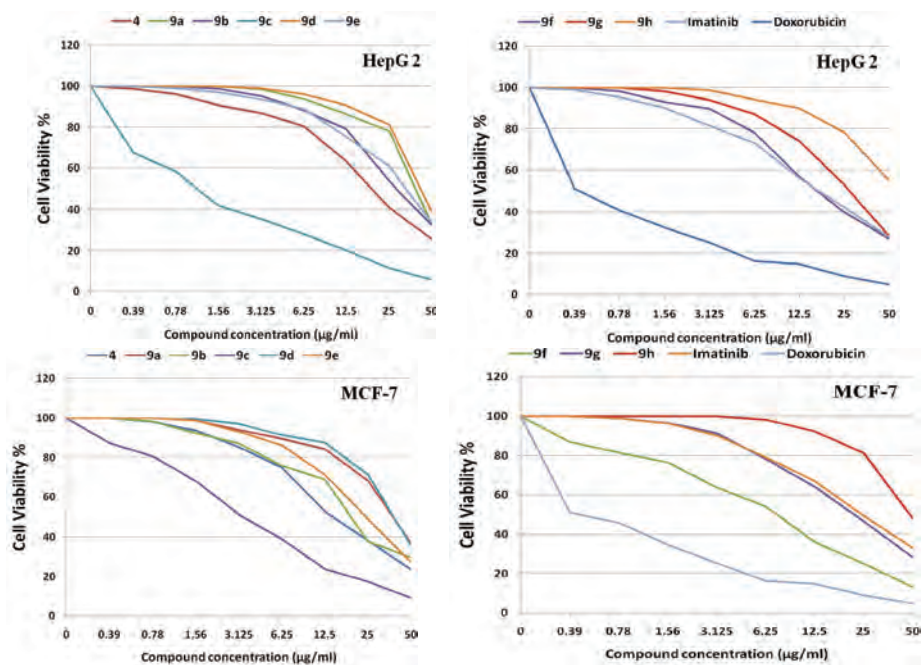 4 9a 9b 9c 9d 9e
HepG 2
120
100
80
60
40
20
0
Cell Viability %
0 0.39 0.78 1.56 3.125 6.25 12.5 25 50
Compound concentration (µg/ml)
9f 9g 9h Imatinib Doxorubicin
HepG 2
120
100
80
60
40
20
0
Cell Viability %
0 0.39 0.78 1.56 3.125 6.25 12.5 25 50
Compound concentration (µg/ml)
4 9a 9b 9c 9d 9e
MCF-7
120
100
80
60
40
20
0
Cell Viability %
0 0.39 0.78 1,56 3.125 6.25 12.5 25 50
Compound concentration (µg/ml)
9f 9g 9h Imatinib Doxorubicin
MCF-7
120
100
80
60
40
20
0
Cell Viability %
0 0.39 0.78 1.56 3.125 6.25 12.5 25 50
Compound concentration (µg/ml)